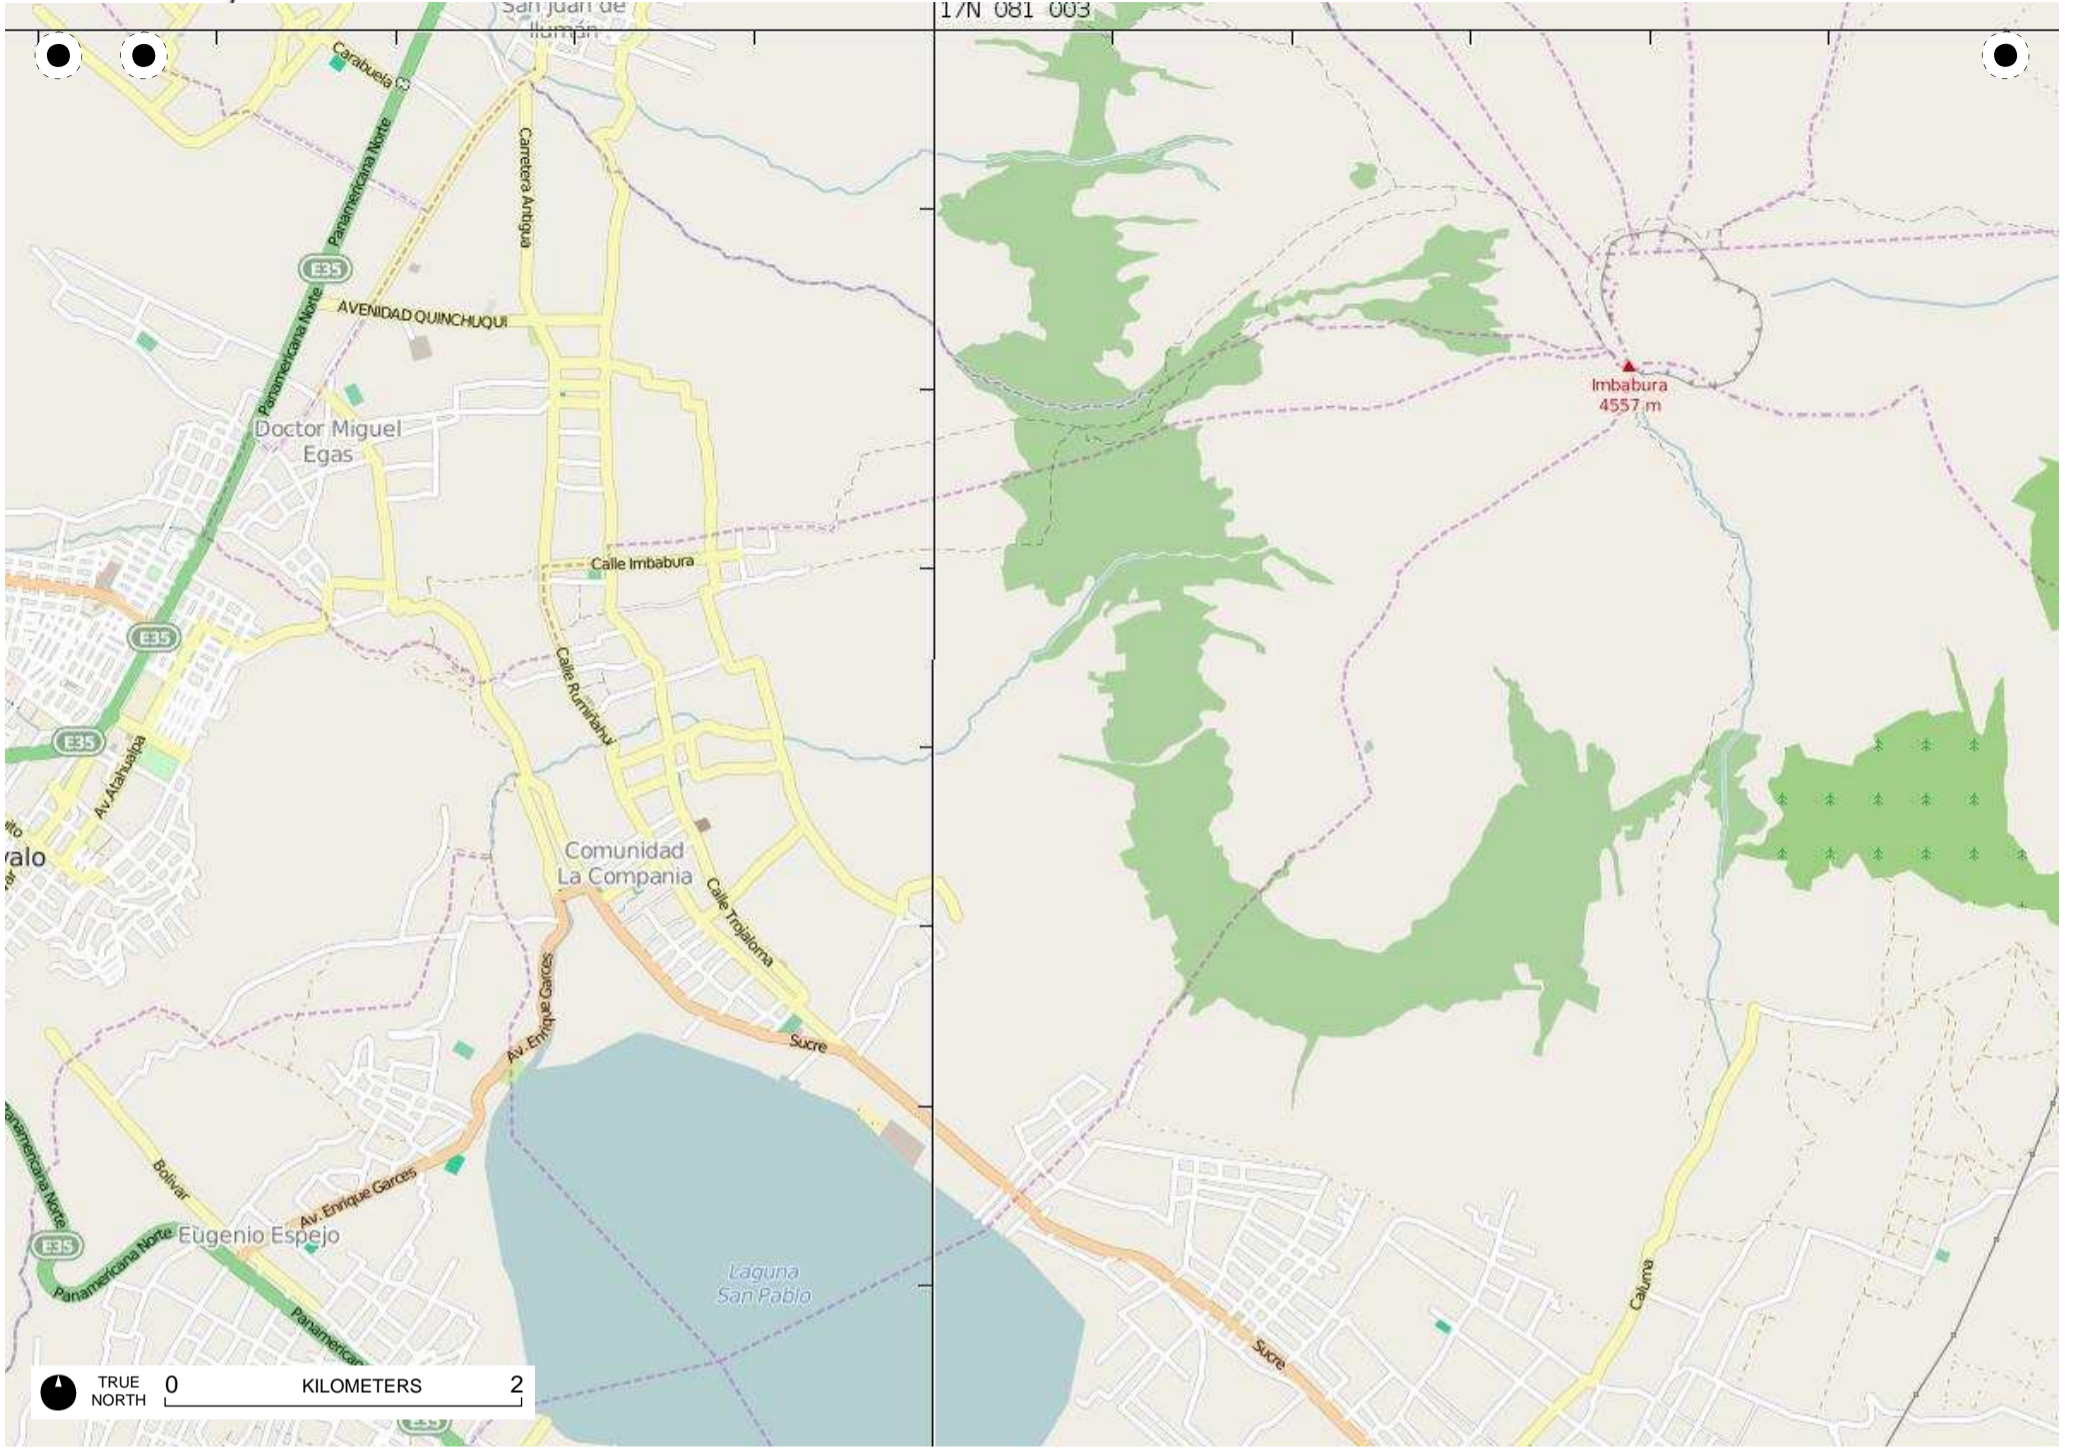 San Juan de
Ilumán
17N 081 003
Carabuela
Panamericana Norte
Carretera Antigua
Panamericana Norte
E35
AVENIDAD QUINCHUQUI
Panamericana Norte
Imbabura
4557 m
Doctor Miguel
Egas
Calle Imbabura
E35
Calle Rumiñahui
E35
Av.Atahualpa
Comunidad
La Compania
Calle Trojaloma
Av. Enrique Garces
Sucre
Bolivar
Av. Enrique Garces
Eugenio Espejo
E35
Panamericana Norte
Laguna
San Pablo
Caluma
Sucre
TRUE
NORTH
0 KILOMETERS 2
E35